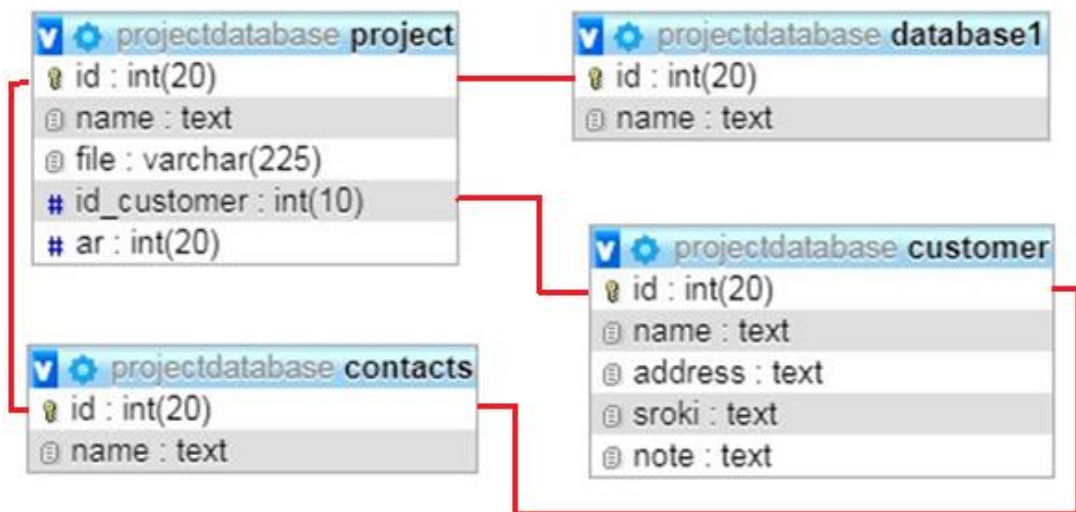 projectdatabase project
id : int(20)
name : text
file : varchar(225)
id_customer : int(10)
ar : int(20)
projectdatabase database1
id : int(20)
name : text
projectdatabase customer
id : int(20)
name : text
address : text
sroki : text
note : text
projectdatabase contacts
id : int(20)
name : text